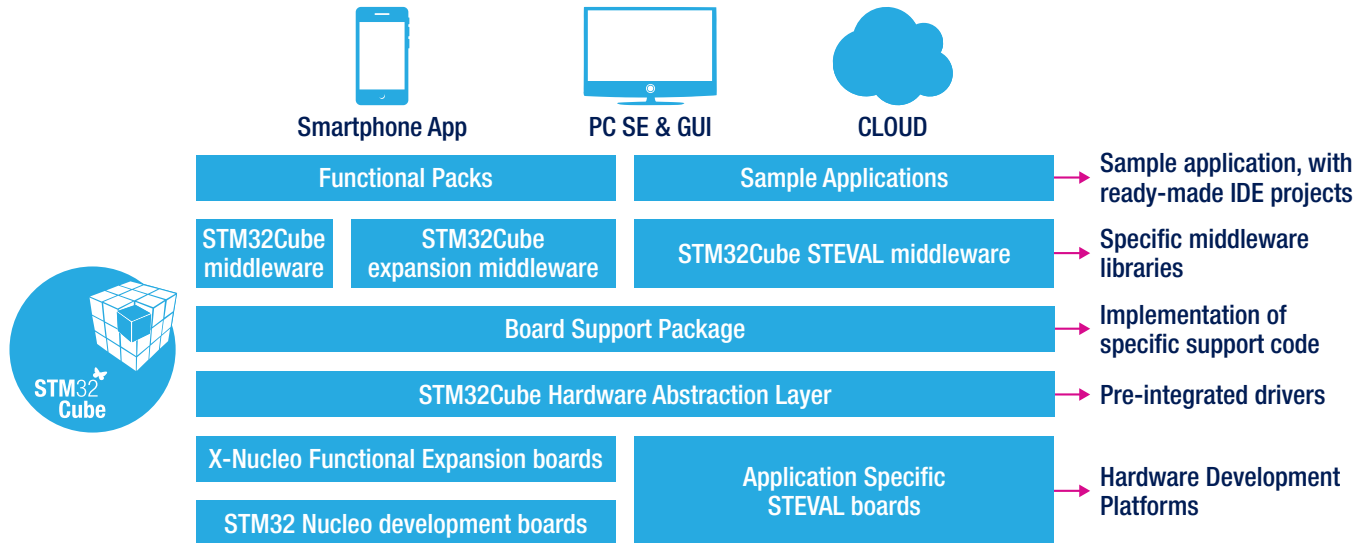 Smartphone App
PC SE & GUI
CLOUD
Functional Packs
Sample Applications
Sample application, with
ready-made IDE projects
STM32Cube
middleware
STM32Cube
expansion middleware
STM32Cube STEVAL middleware
Specific middleware
libraries
Board Support Package
Implementation of
specific support code
STM32
Cube
STM32Cube Hardware Abstraction Layer
Pre-integrated drivers
X-Nucleo Functional Expansion boards
STM32 Nucleo development boards
Application Specific
STEVAL boards
Hardware Development
Platforms